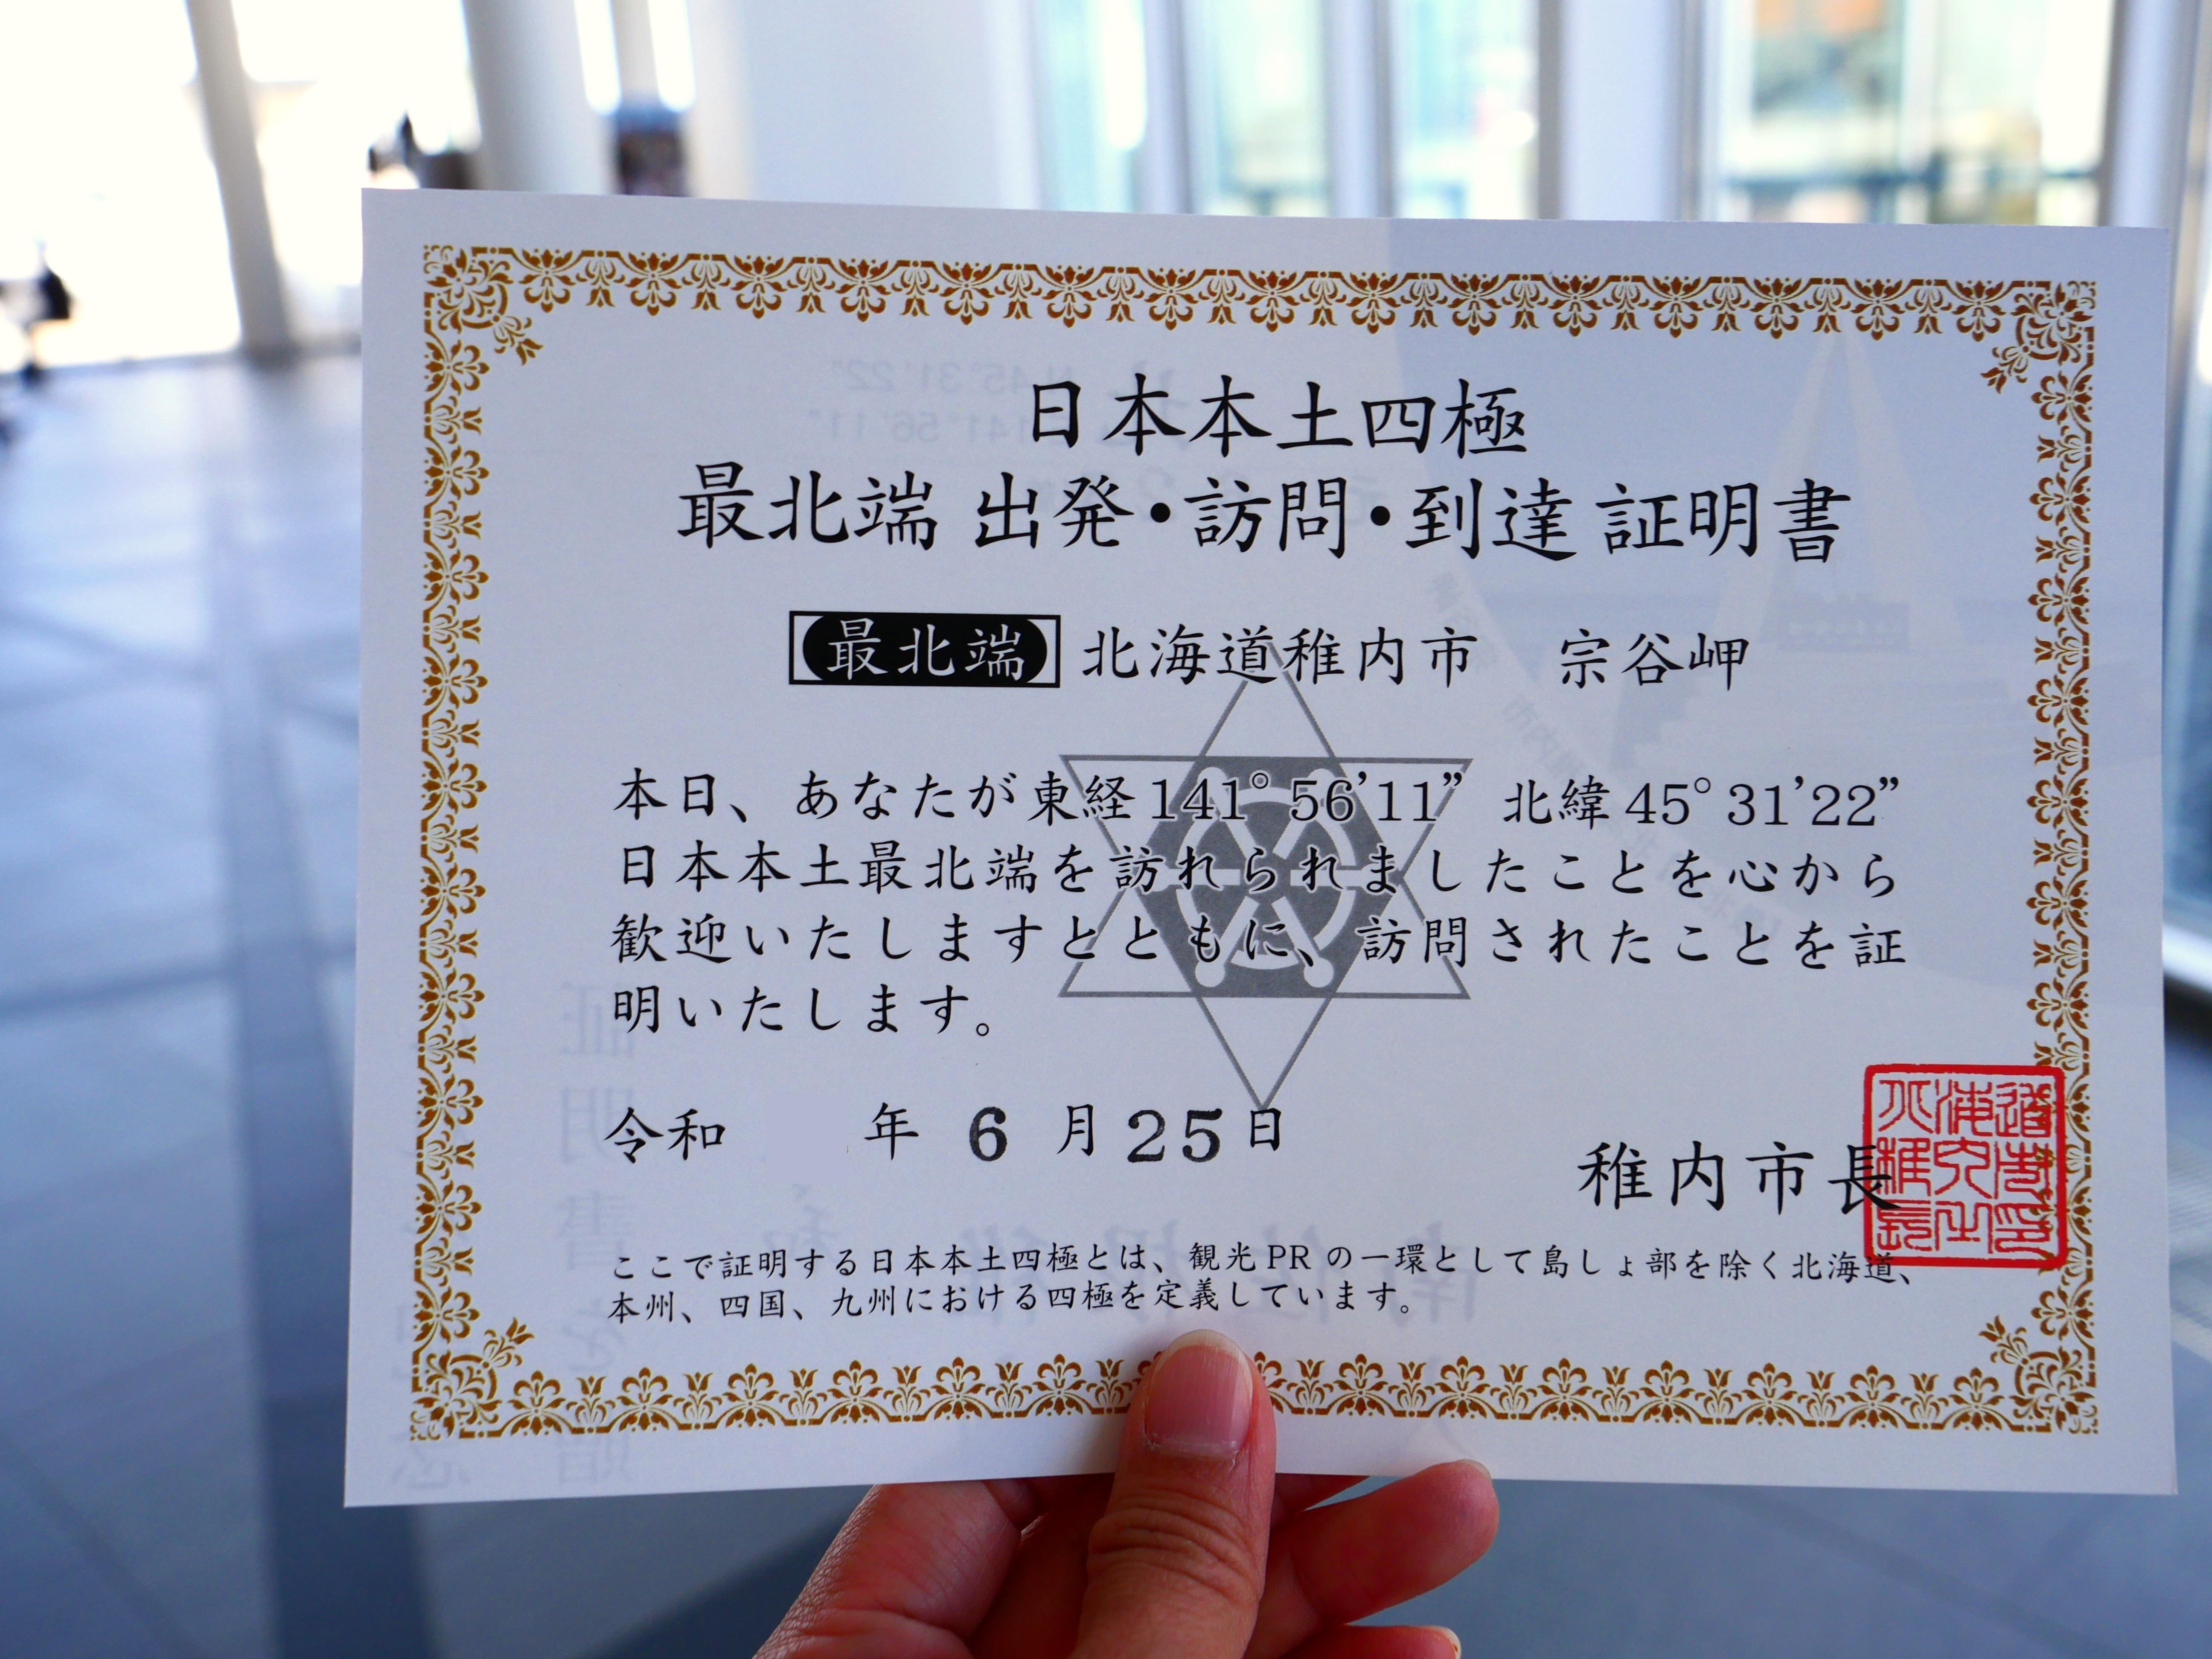 日本本土四極
最北端 出発・訪問・到達 証明書
最北端 北海道稚内市 宗谷岬
本日、あなたが東経141°56’11” 北緯45°31’22”
日本本土最北端を訪れられましたことを心から
歓迎いたしますとともに、訪問されたことを証
明いたします。
令和 年 6 月 25日
稚内市長
ここで証明する日本本土四極とは、観光PRの一環として島しょ部を除く北海道、
本州、四国、九州における四極を定義しています。